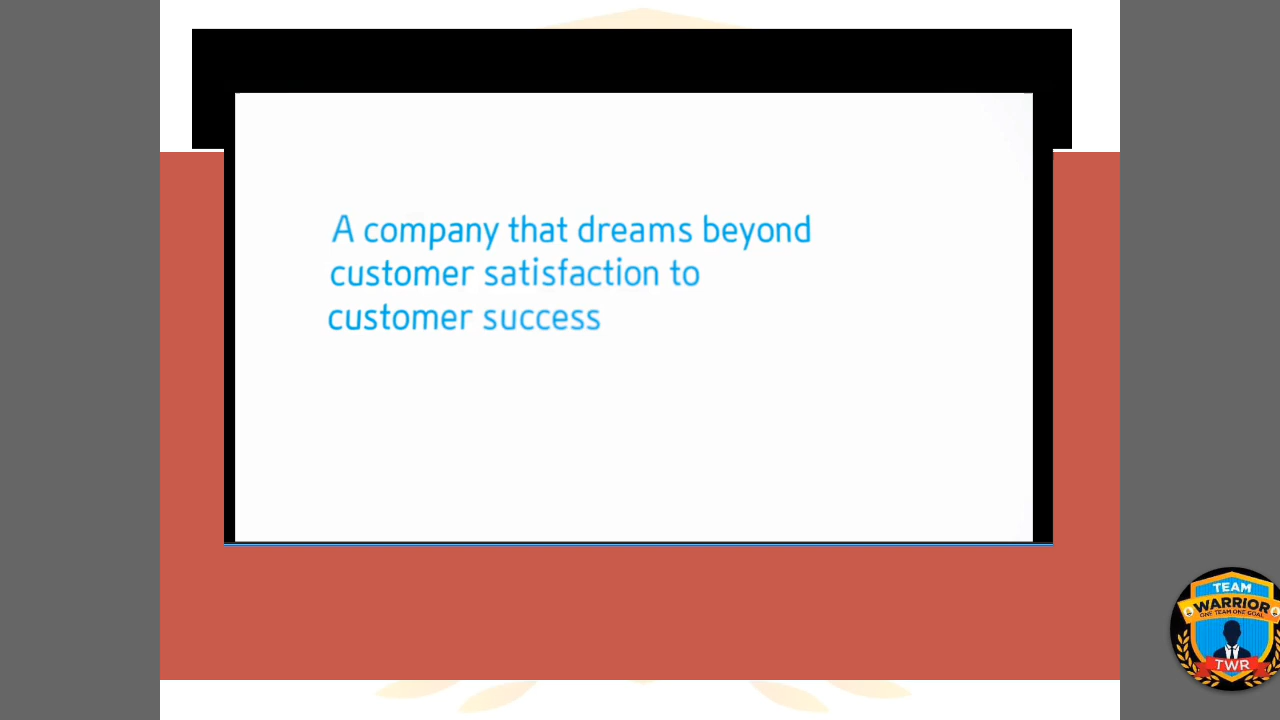 A company that dreams beyond
customer satisfaction to
customer success
TEAM
WARRIOR
ONE TEAM ONE GOAL
TWR